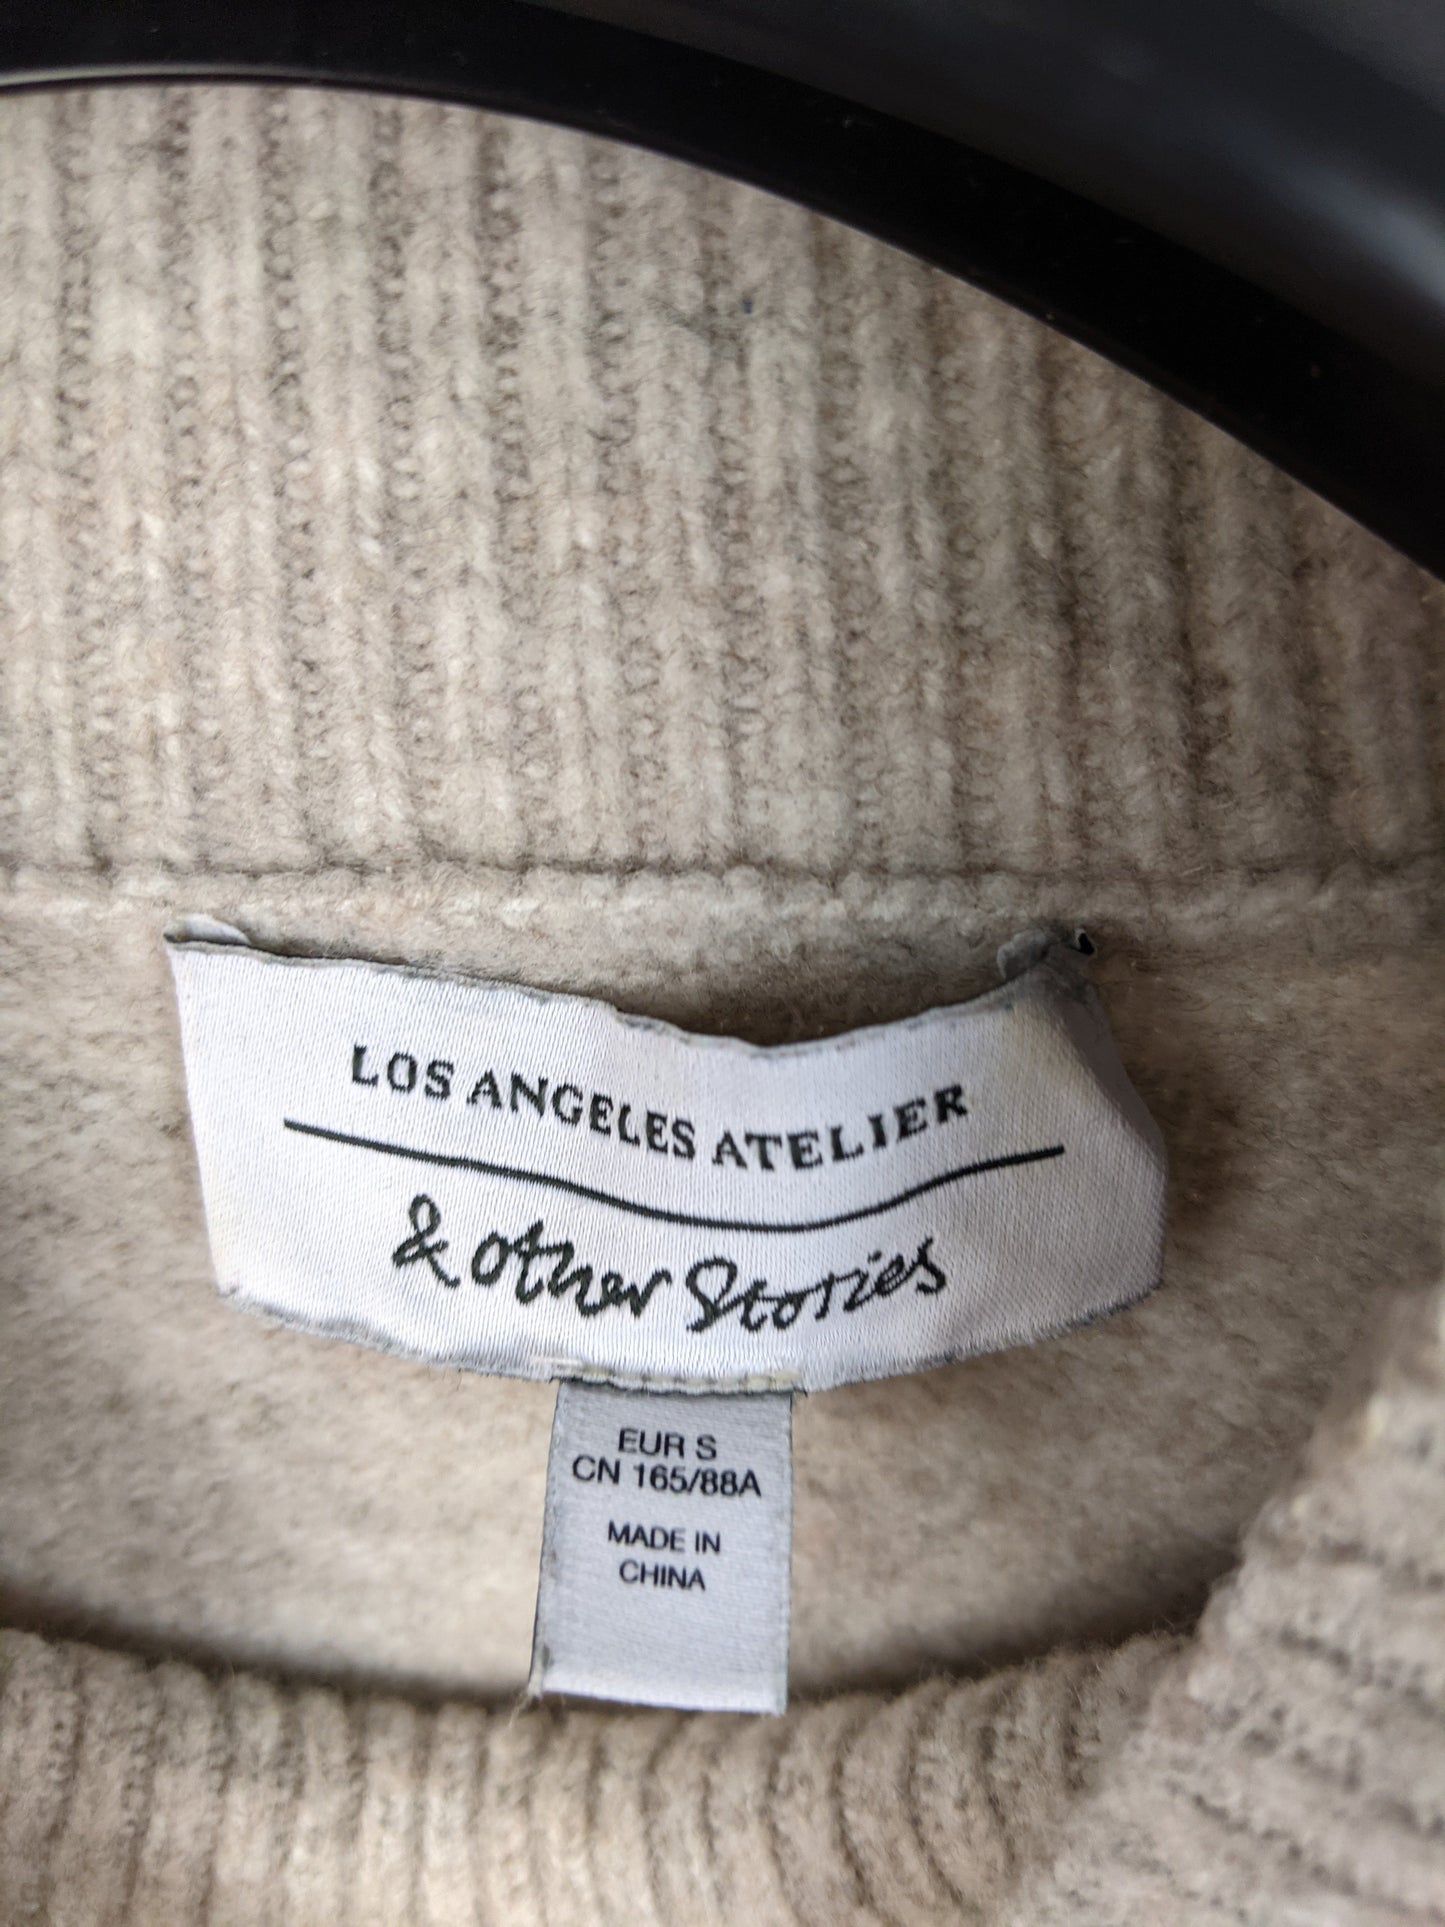 LOS ANGELES ATELIER
& other Stories
EUR S
CN 165/88A
MADE IN
CHINA